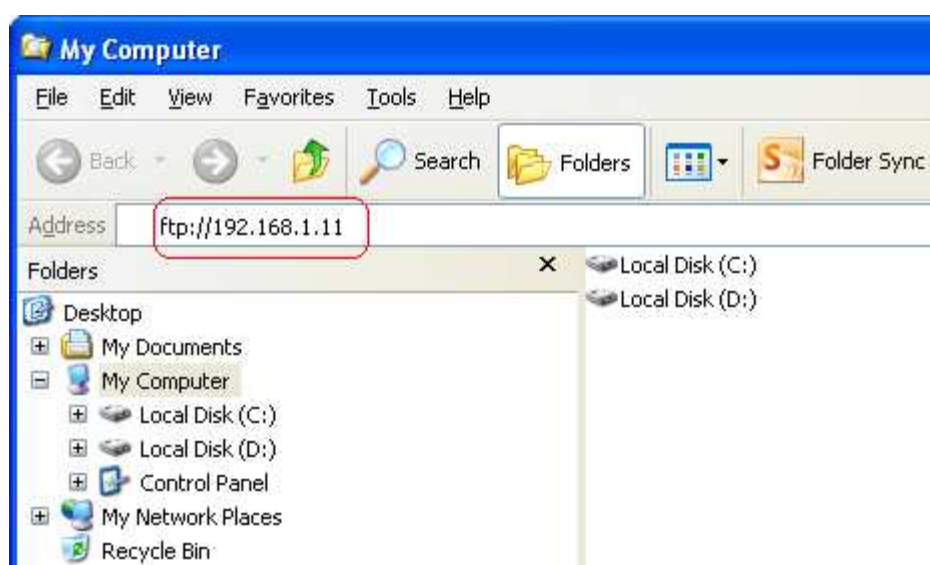 My Computer
File Edit View Favorites Tools Help
Back Search Folders Folder Sync
Address ftp://192.168.1.11
Folders
Local Disk (C:)
Local Disk (D:)
Desktop
My Documents
My Computer
Local Disk (C:)
Local Disk (D:)
Control Panel
My Network Places
Recycle Bin